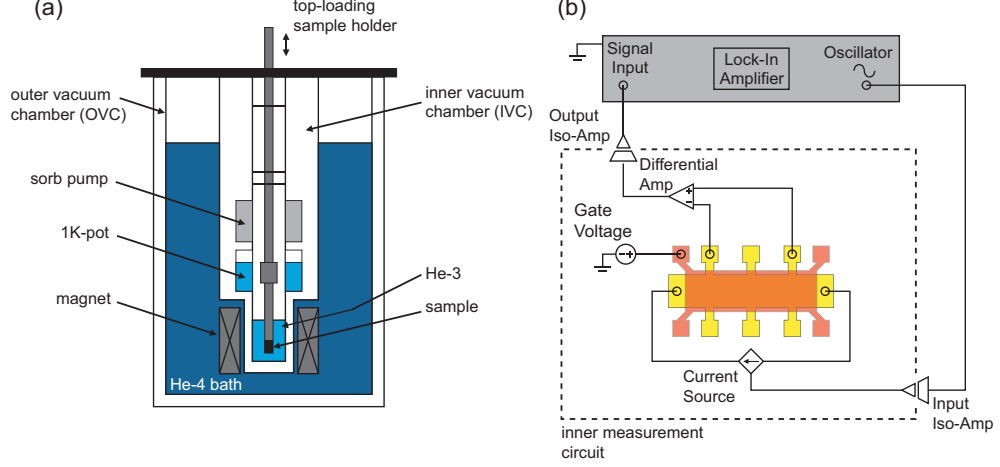 (a)
top-loading
sample holder
outer vacuum
chamber (OVC)
inner vacuum
chamber (IVC)
sorb pump
1K-pot
magnet
He-3
sample
He-4 bath
(b)
Signal
Input
Lock-In
Amplifier
Oscillator
Output
Iso-Amp
Differential
Amp
+
-
Gate
Voltage
-+
Current
Source
Input
Iso-Amp
inner measurement
circuit